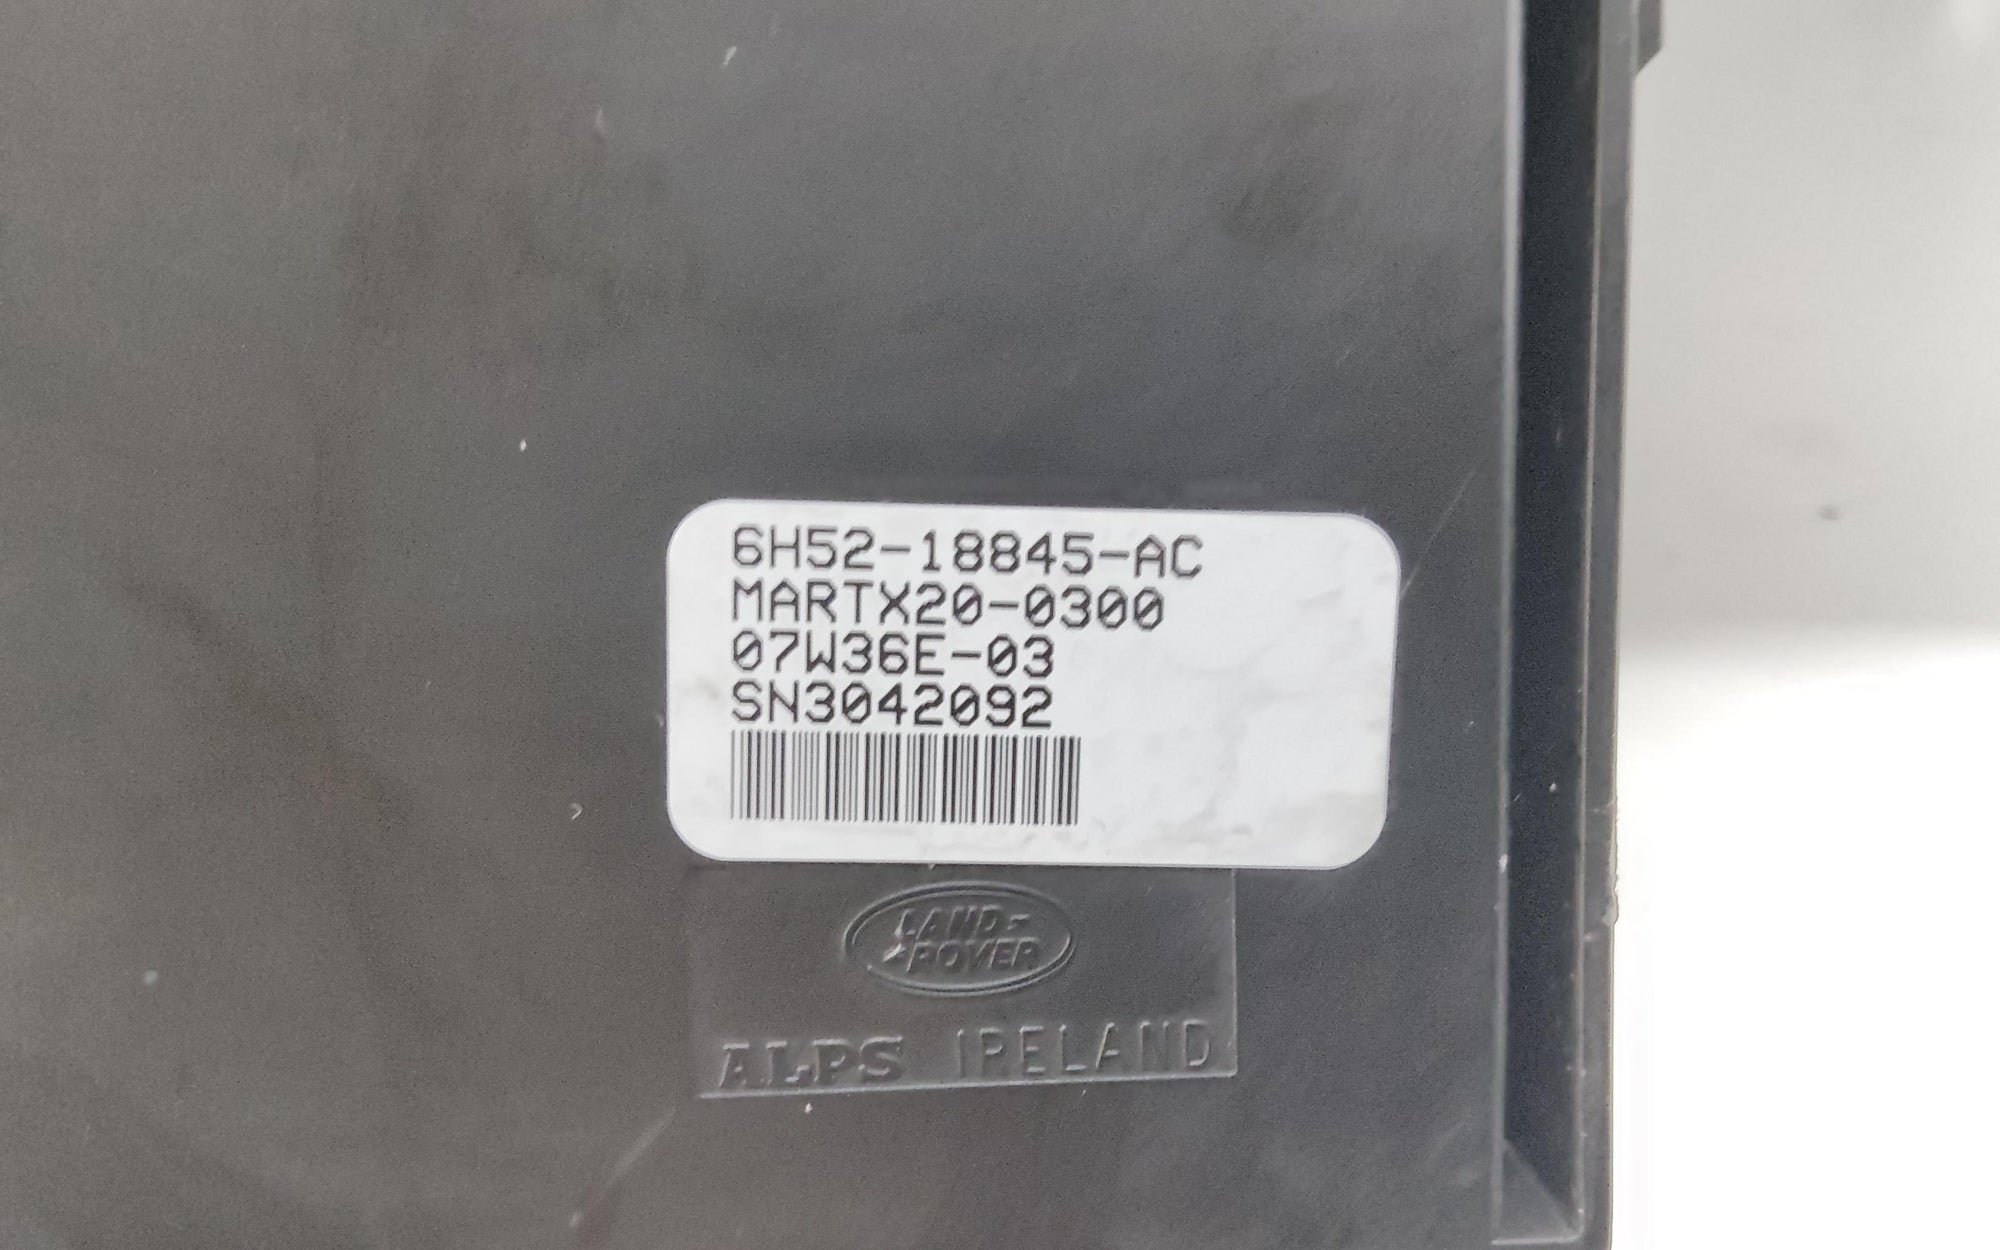 6H52-18845-AC
MARTX20-0300
07W36E-03
SN3042092
LAND-
ROVER
ALPS IRELAND